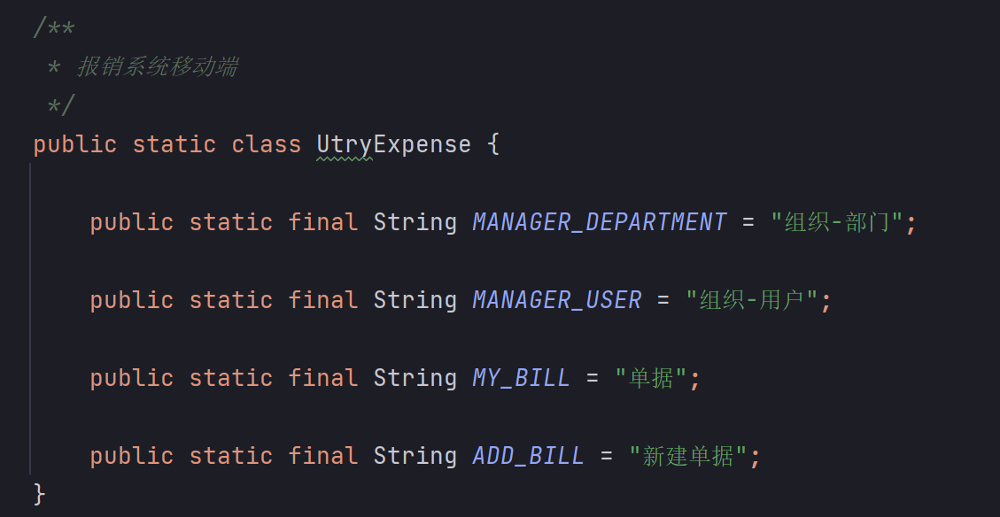 /**
 * 报销系统移动端
 */
public static class UtryExpense {
    public static final String MANAGER_DEPARTMENT = "组织-部门";
    public static final String MANAGER_USER = "组织-用户";
    public static final String MY_BILL = "单据";
    public static final String ADD_BILL = "新建单据";
}